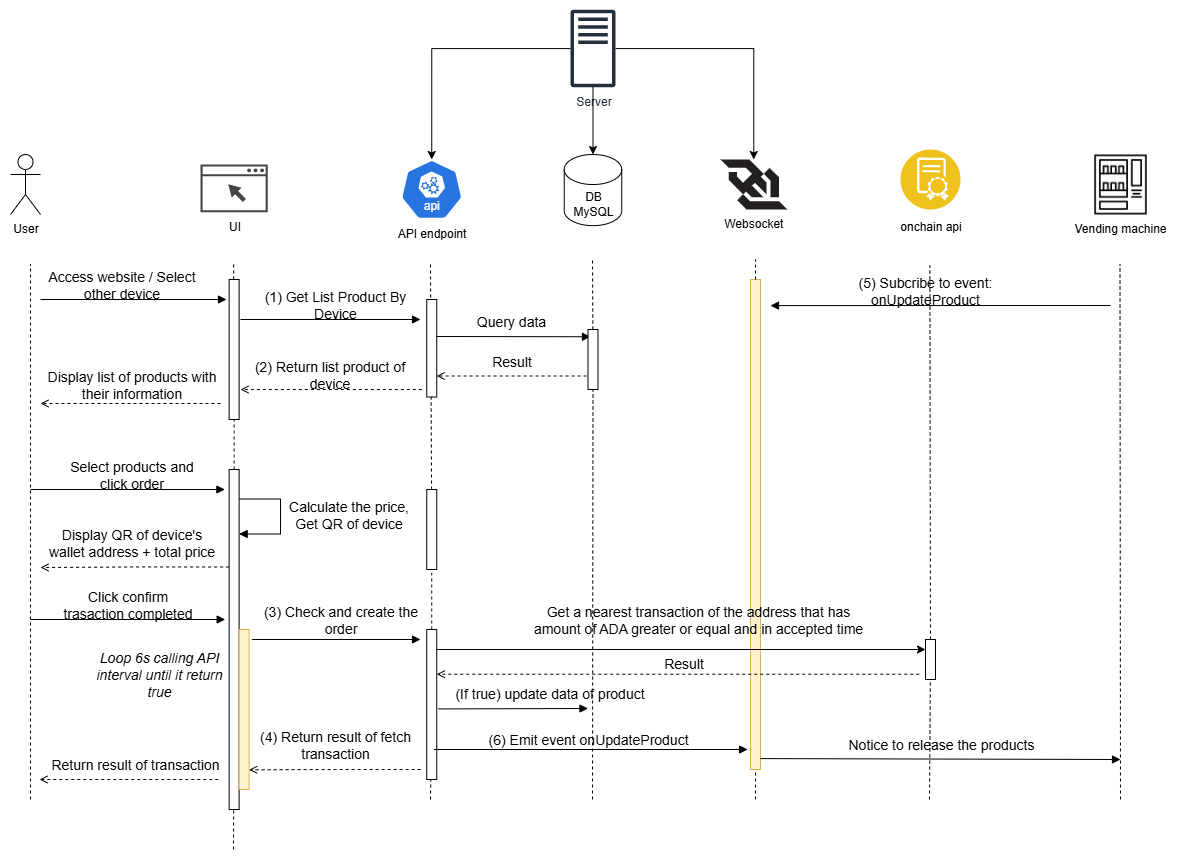 Server
api
DB
MySQL
User
UI
API endpoint
Websocket
onchain api
Vending machine
Access website / Select
other device
(1) Get List Product By
Device
Query data
(5) Subcribe to event:
onUpdateProduct
Result
(2) Return list product of
device
Display list of products with
their information
Select products and
click order
Calculate the price,
Get QR of device
Display QR of device's
wallet address + total price
Click confirm
trasaction completed
(3) Check and create the
order
Get a nearest transaction of the address that has
amount of ADA greater or equal and in accepted time
Loop 6s calling API
interval until it return
true
Result
(If true) update data of product
(4) Return result of fetch
transaction
(6) Emit event onUpdateProduct
Notice to release the products
Return result of transaction